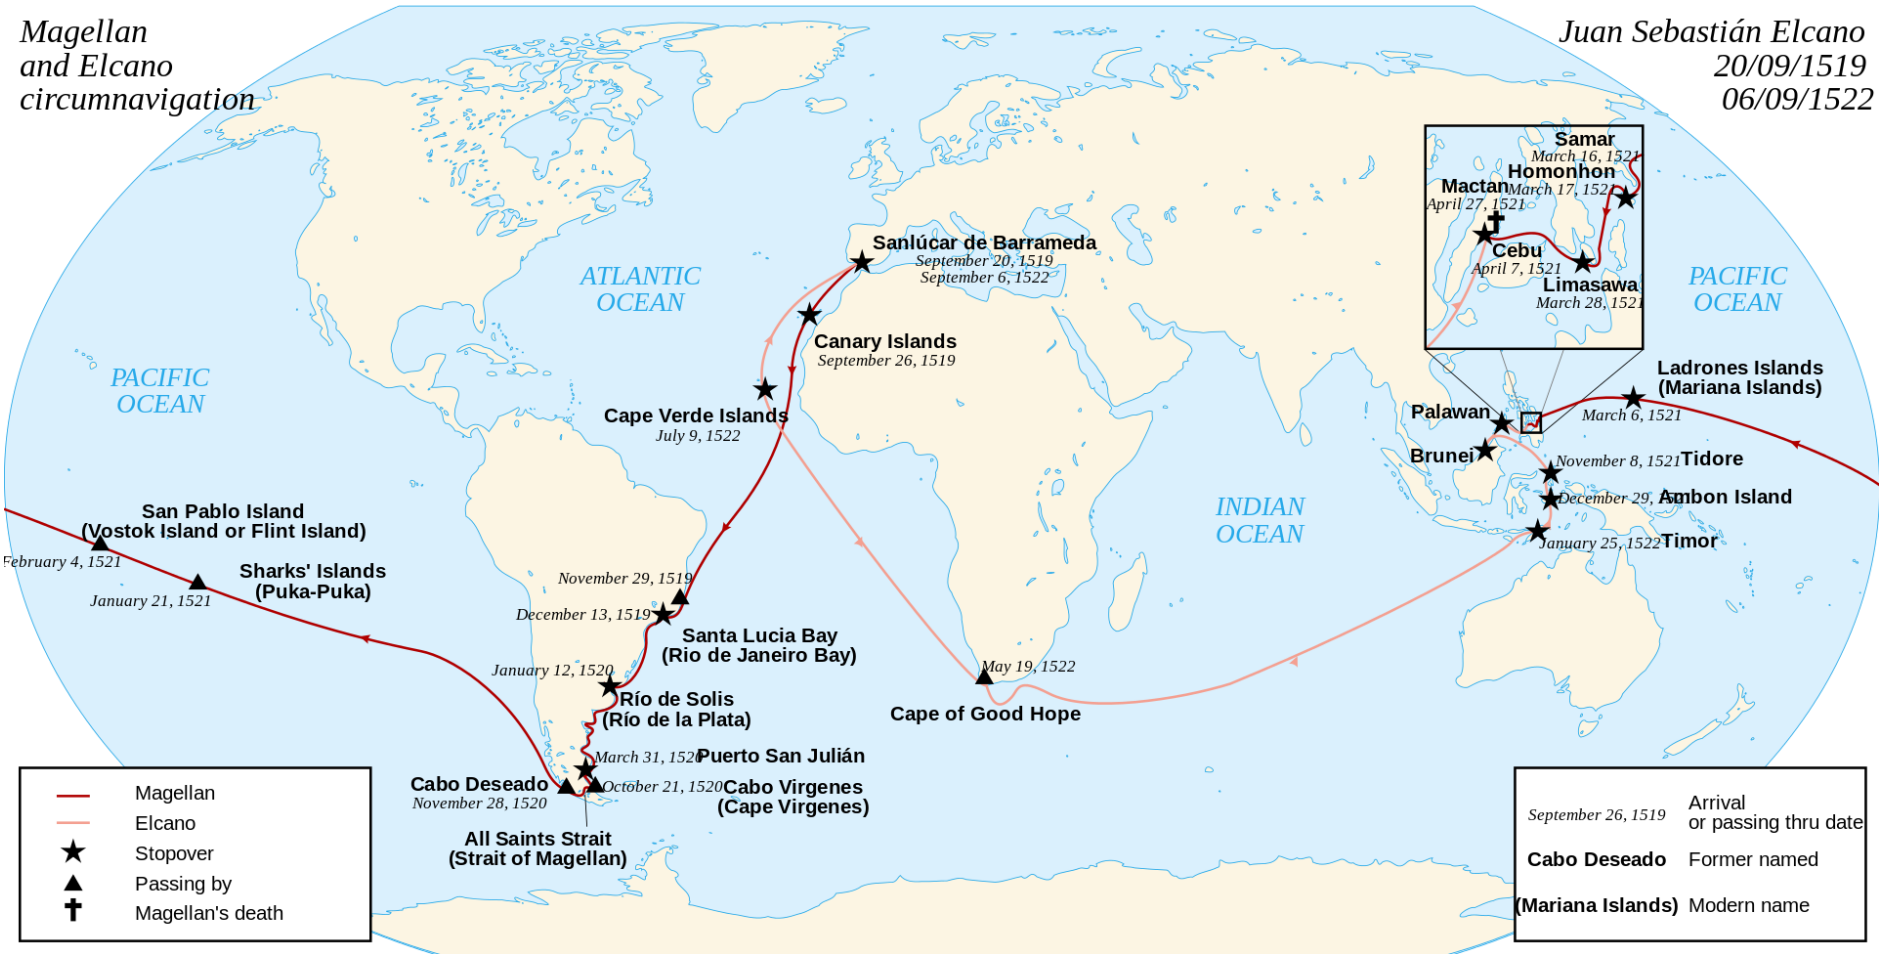 Magellan
and Elcano
circumnavigation
Juan Sebastián Elcano
20/09/1519
06/09/1522
Samar
March 16, 1521
Homonhon
March 17, 1521
Mactan
April 27, 1521
Cebu
April 7, 1521
Limasawa
March 28, 1521
Sanlúcar de Barrameda
September 20, 1519
September 6, 1522
ATLANTIC
OCEAN
PACIFIC
OCEAN
Canary Islands
September 26, 1519
PACIFIC
OCEAN
Ladrones Islands
(Mariana Islands)
March 6, 1521
Cape Verde Islands
July 9, 1522
Palawan
Brunei
November 8, 1521 Tidore
December 29, 1521 Ambon Island
January 25, 1522 Timor
INDIAN
OCEAN
San Pablo Island
(Vostok Island or Flint Island)
February 4, 1521
Sharks' Islands
(Puka-Puka)
January 21, 1521
November 29, 1519
December 13, 1519
Santa Lucia Bay
(Rio de Janeiro Bay)
January 12, 1520
Río de Solis
(Río de la Plata)
May 19, 1522
Cape of Good Hope
March 31, 1520 Puerto San Julián
Cabo Deseado
November 28, 1520
October 21, 1520 Cabo Virgenes
(Cape Virgenes)
All Saints Strait
(Strait of Magellan)
Magellan
Elcano
Stopover
Passing by
Magellan's death
September 26, 1519 Arrival
or passing thru date
Cabo Deseado Former named
(Mariana Islands) Modern name